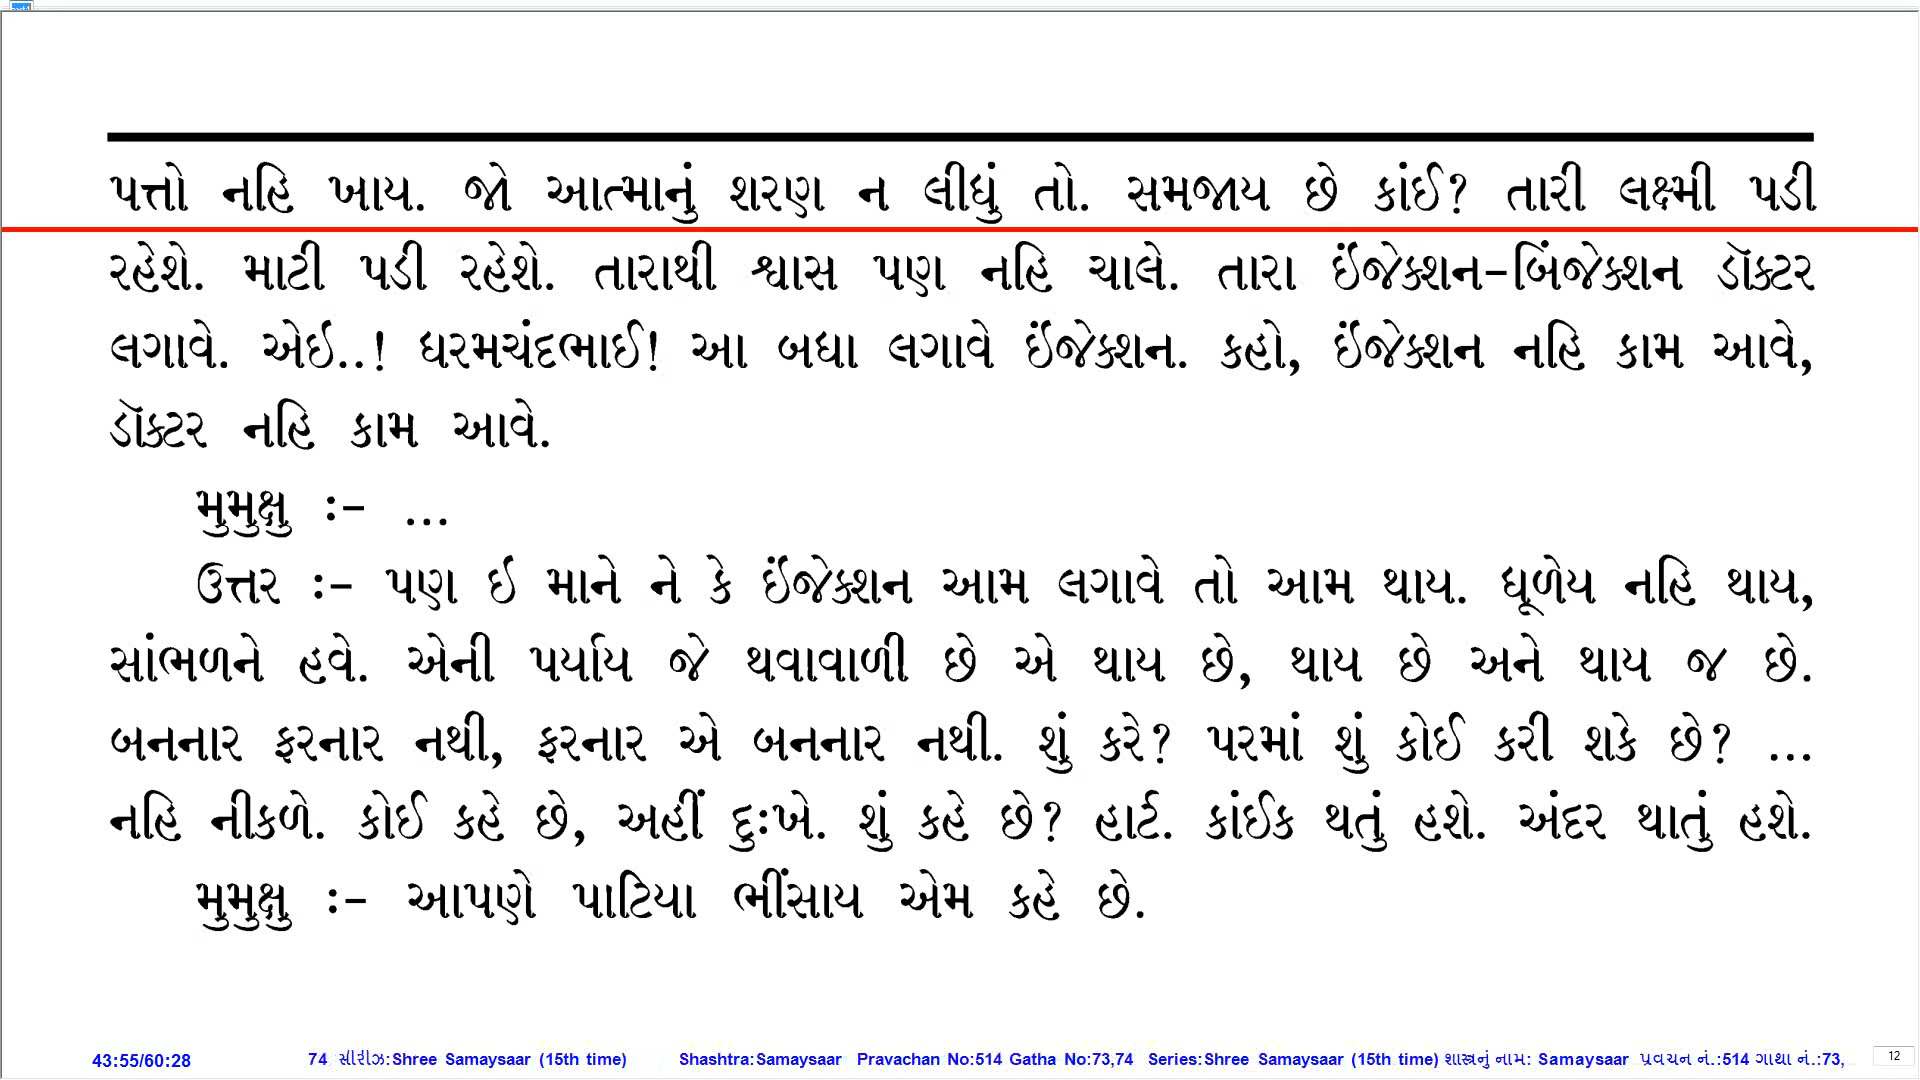 પત્તો નહિ ખાય. જો આત્માનું શરણ ન લીધું તો. સમજાય છે કાંઈ? તારી લક્ષ્મી પડી
રહેશે. માટી પડી રહેશે. તારાથી શ્વાસ પણ નહિ ચાલે. તારા ઇંજેક્શન-બિંજેક્શન ડૉક્ટર
લગાવે. એઇ..! ધરમચંદભાઈ! આ બધા લગાવે ઇંજેક્શન. કહો, ઇંજેક્શન નહિ કામ આવે,
ડૉક્ટર નહિ કામ આવે.
મુમુક્ષુ :- ...
ઉત્તર :- પણ ઇ માને ને કે ઇંજેક્શન આમ લગાવે તો આમ થાય. ધૂળેય નહિ થાય,
સાંભળને હવે. એની પર્યાય જે થવાવાળી છે એ થાય છે, થાય છે અને થાય જ છે.
બનનાર ફરનાર નથી, ફરનાર એ બનનાર નથી. શું કરે? પરમાં શું કોઈ કરી શકે છે? ...
નહિ નીકળે. કોઈ કહે છે, અહીં દુઃખે. શું કહે છે? હાર્ટ. કાંઈક થતું હશે. અંદર થાતું હશે.
મુમુક્ષુ :- આપણે પાટિયા ભીંસાય એમ કહે છે.
43:55/60:28 74 સીરીઝ:Shree Samaysaar (15th time) Shashtra:Samaysaar Pravachan No:514 Gatha No:73,74 Series:Shree Samaysaar (15th time) શાસ્ત્રનું નામ: Samaysaar પ્રવચન નં.:514 ગાથા નં.:73, 12